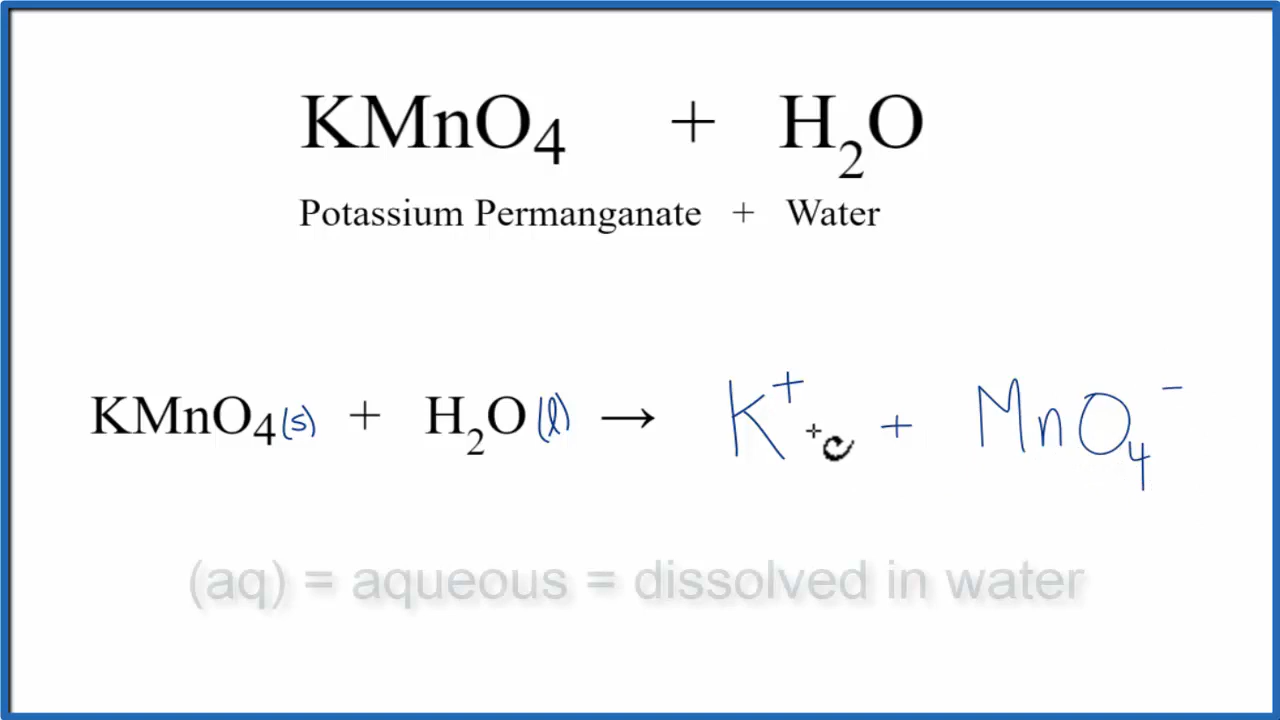 KMnO₄ + H₂O
Potassium Permanganate + Water
KMnO₄(s) + H₂O(l) → K⁺ + MnO₄⁻
(aq) = aqueous = dissolved in water